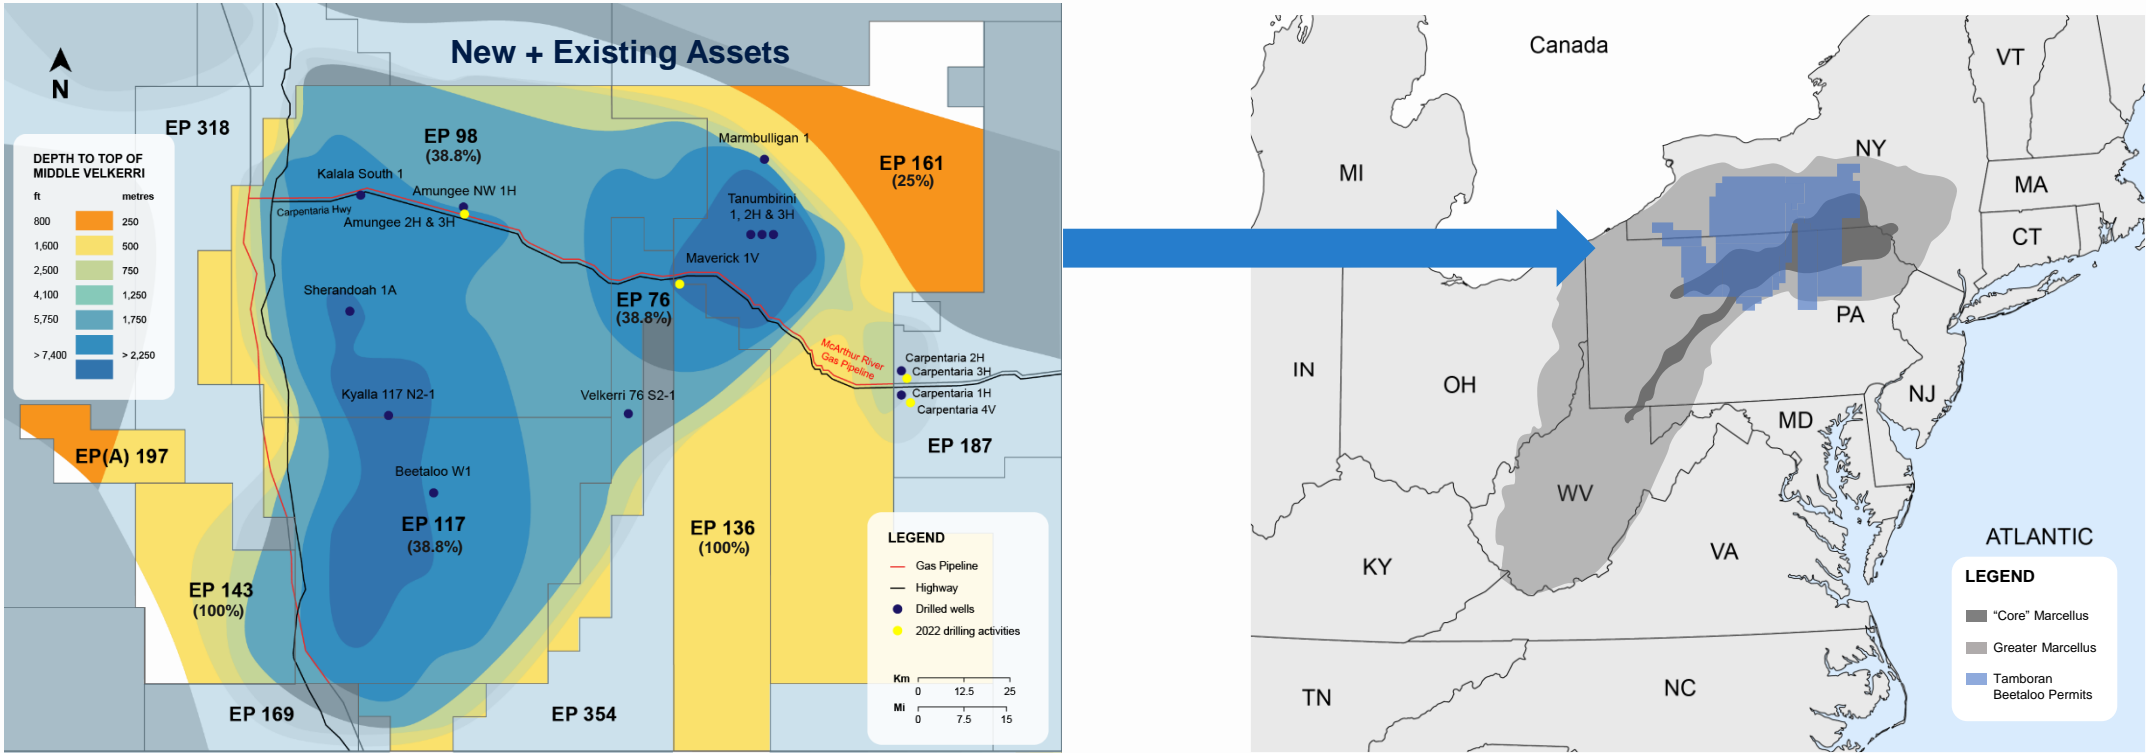 New + Existing Assets
N
EP 318
DEPTH TO TOP OF
MIDDLE VELKERRI
ft metres
800 250
1,600 500
2,500 750
4,100 1,250
5,750 1,750
> 7,400 > 2,250
EP 98
(38.8%)
Marmbulligan 1
EP 161
(25%)
Kalala South 1
Amungee NW 1H
Carpentaria Hwy
Amungee 2H & 3H
Tanumbirini
1, 2H & 3H
Maverick 1V
Sherandoah 1A
EP 76
(38.8%)
McArthur River
Gas Pipeline
Carpentaria 2H
Carpentaria 3H
Carpentaria 1H
Carpentaria 4V
Kyalla 117 N2-1
Velkerri 76 S2-1
EP 187
EP(A) 197
Beetaloo W1
EP 117
(38.8%)
EP 136
(100%)
EP 143
(100%)
EP 169
EP 354
LEGEND
Gas Pipeline
Highway
Drilled wells
2022 drilling activities
Km
0 12.5 25
Mi
0 7.5 15
Canada
VT
NY
MI
MA
CT
PA
IN
OH
NJ
MD
WV
VA
KY
ATLANTIC
TN
NC
LEGEND
“Core” Marcellus
Greater Marcellus
Tamboran
Beetaloo Permits